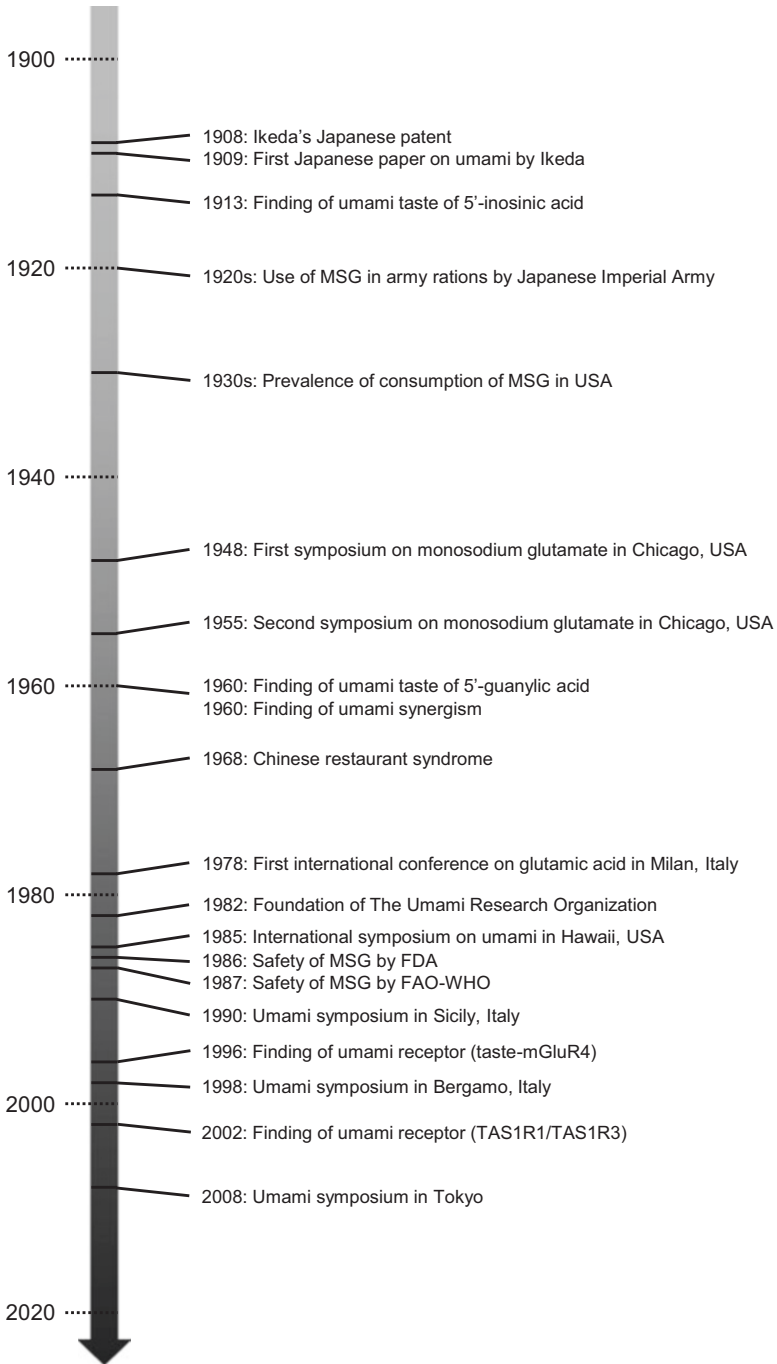 1900
1908: Ikeda’s Japanese patent
1909: First Japanese paper on umami by Ikeda
1913: Finding of umami taste of 5’-inosinic acid
1920
1920s: Use of MSG in army rations by Japanese Imperial Army
1930s: Prevalence of consumption of MSG in USA
1940
1948: First symposium on monosodium glutamate in Chicago, USA
1955: Second symposium on monosodium glutamate in Chicago, USA
1960
1960: Finding of umami taste of 5’-guanylic acid
1960: Finding of umami synergism
1968: Chinese restaurant syndrome
1978: First international conference on glutamic acid in Milan, Italy
1980
1982: Foundation of The Umami Research Organization
1985: International symposium on umami in Hawaii, USA
1986: Safety of MSG by FDA
1987: Safety of MSG by FAO-WHO
1990: Umami symposium in Sicily, Italy
1996: Finding of umami receptor (taste-mGluR4)
1998: Umami symposium in Bergamo, Italy
2000
2002: Finding of umami receptor (TAS1R1/TAS1R3)
2008: Umami symposium in Tokyo
2020